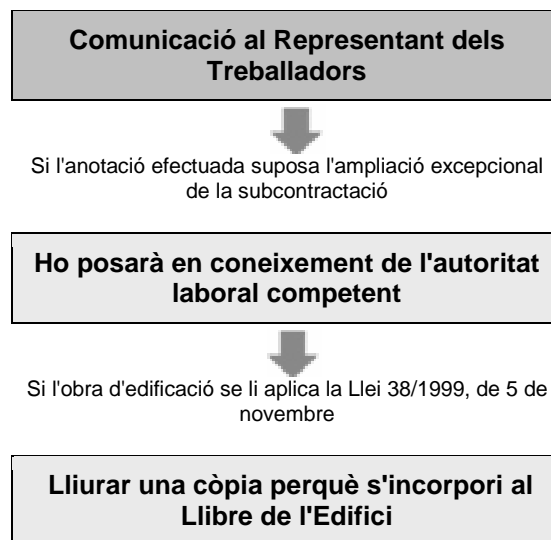 Comunicació al Representant dels
Treballadors
Si l'anotació efectuada suposa l'ampliació excepcional
de la subcontractació
Ho posarà en coneixement de l'autoritat
laboral competent
Si l'obra d'edificació se li aplica la Llei 38/1999, de 5 de
novembre
Lliurar una còpia perquè s'incorpori al
Llibre de l'Edifici